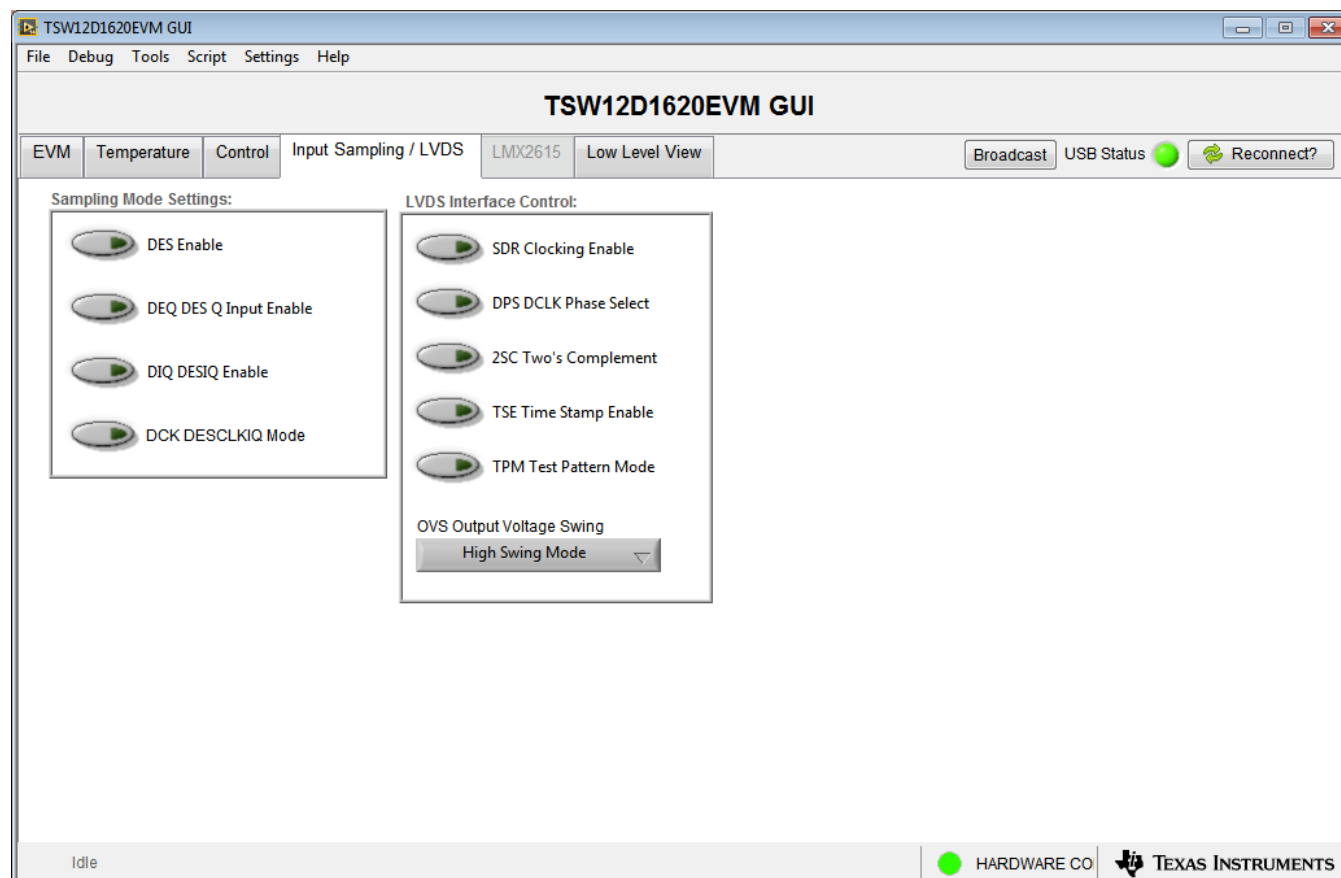 TSW12D1620EVM GUI
File Debug Tools Script Settings Help
TSW12D1620EVM GUI
EVM Temperature Control Input Sampling / LVDS LMX2615 Low Level View Broadcast USB Status Reconnect?
Sampling Mode Settings:
DES Enable
DEQ DES Q Input Enable
DIQ DESIQ Enable
DCK DESCLKIQ Mode
LVDS Interface Control:
SDR Clocking Enable
DPS DCLK Phase Select
2SC Two's Complement
TSE Time Stamp Enable
TPM Test Pattern Mode
OVS Output Voltage Swing
High Swing Mode
Idle HARDWARE CO TEXAS INSTRUMENTS